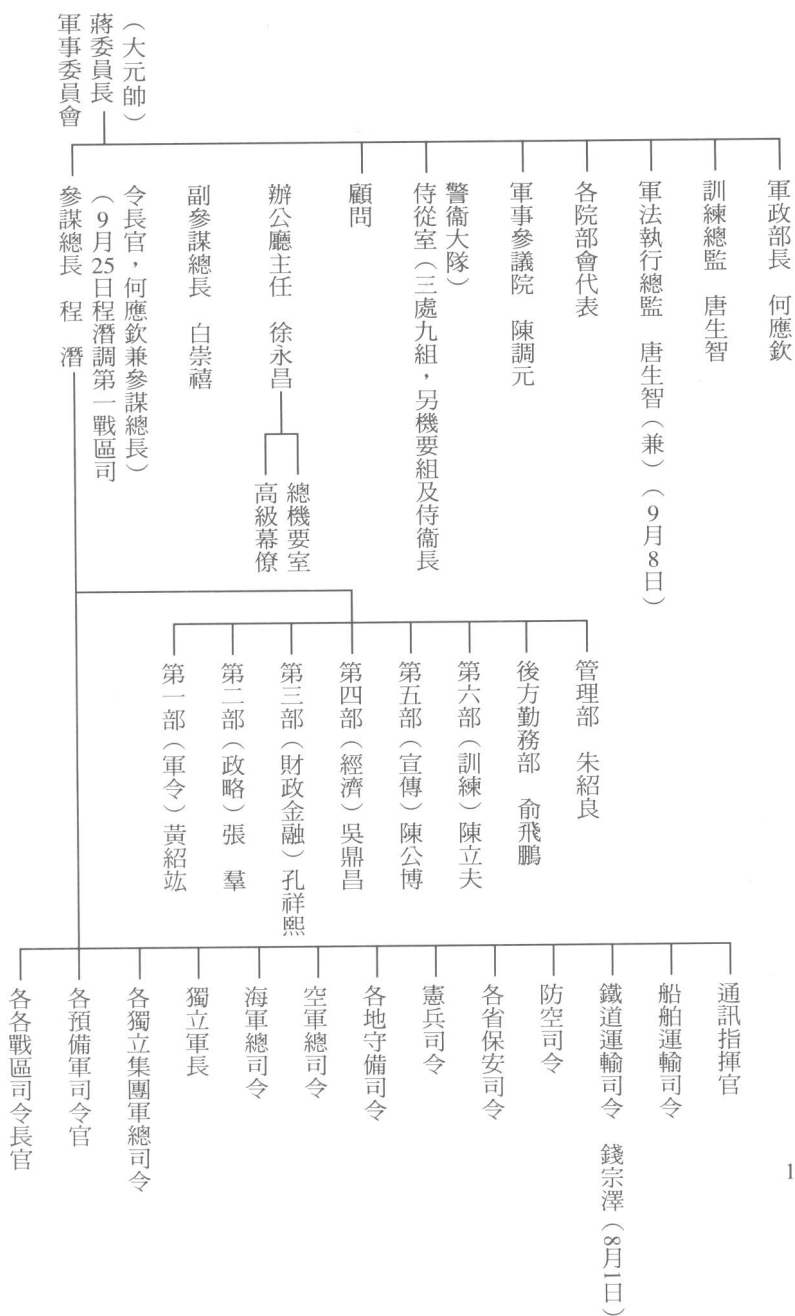 軍事委員會
蔣委員長
（大元帥）
參謀總長 程 潛
（9月25日程潛調第一戰區司
令長官，何應欽兼參謀總長）
副參謀總長 白崇禧
辦公廳主任 徐永昌
高級幕僚
總機要室
顧問
侍從室（三處九組，另機要組及侍衞長
警衞大隊）
軍事參議院 陳調元
各院部會代表
軍法執行總監 唐生智（兼）（9月8日）
訓練總監 唐生智
軍政部長 何應欽
第一部（軍令）黃紹竑
第二部（政略）張 羣
第三部（財政金融）孔祥熙
第四部（經濟）吳鼎昌
第五部（宣傳）陳公博
第六部（訓練）陳立夫
後方勤務部 俞飛鵬
管理部 朱紹良
各各戰區司令長官
各預備軍司令官
各獨立集團軍總司令
獨立軍長
海軍總司令
空軍總司令
各地守備司令
憲兵司令
各省保安司令
防空司令
鐵道運輸司令 錢宗澤（8月1日）
船舶運輸司令
通訊指揮官
1